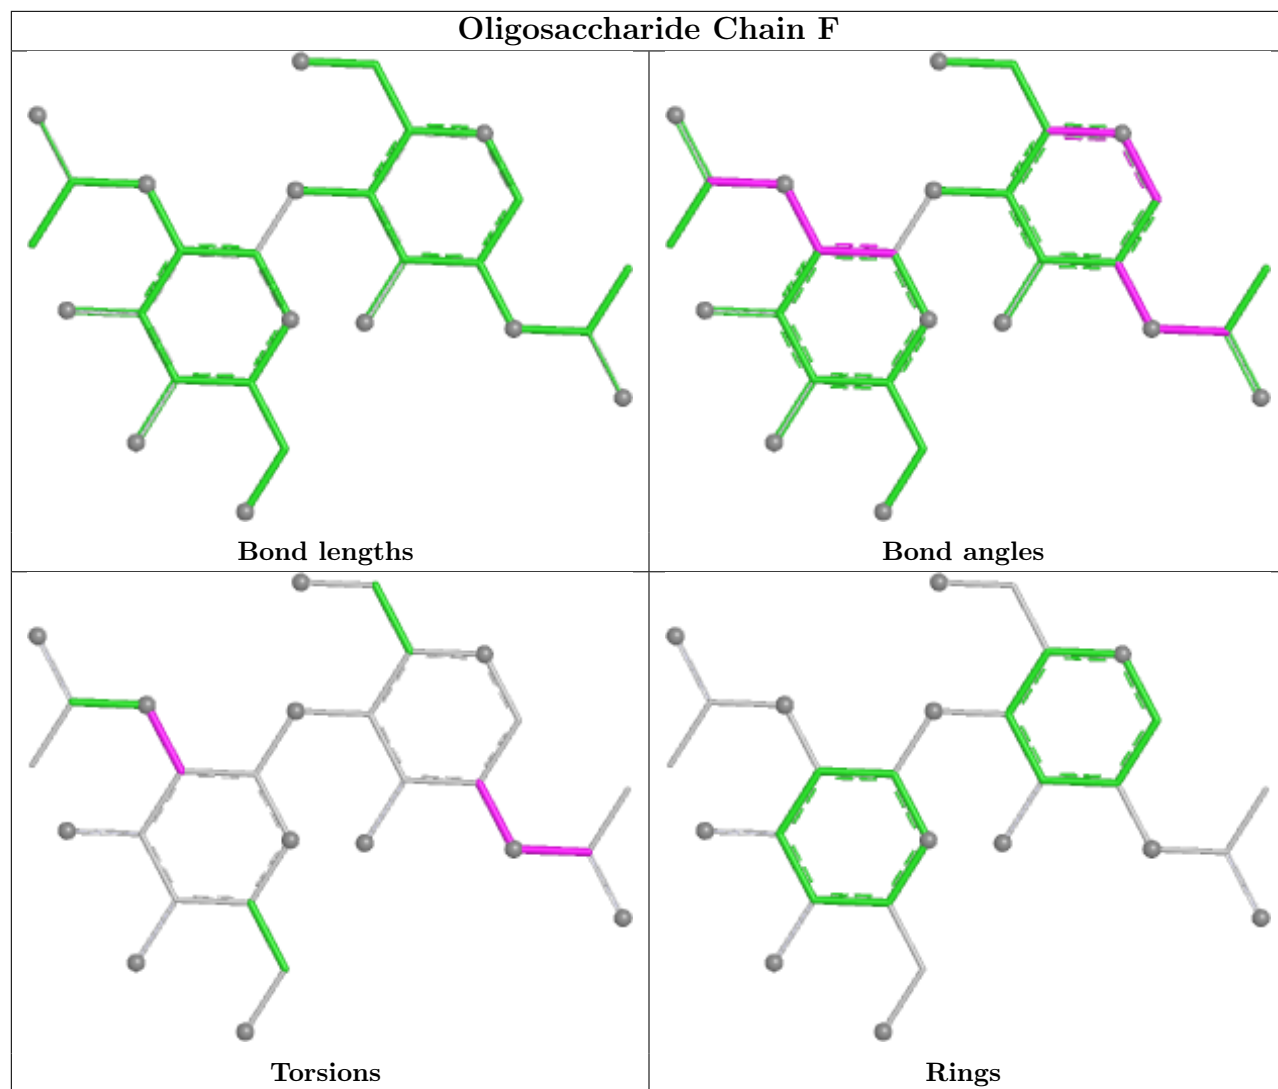 Oligosaccharide Chain F
Bond lengths
Bond angles
Torsions
Rings